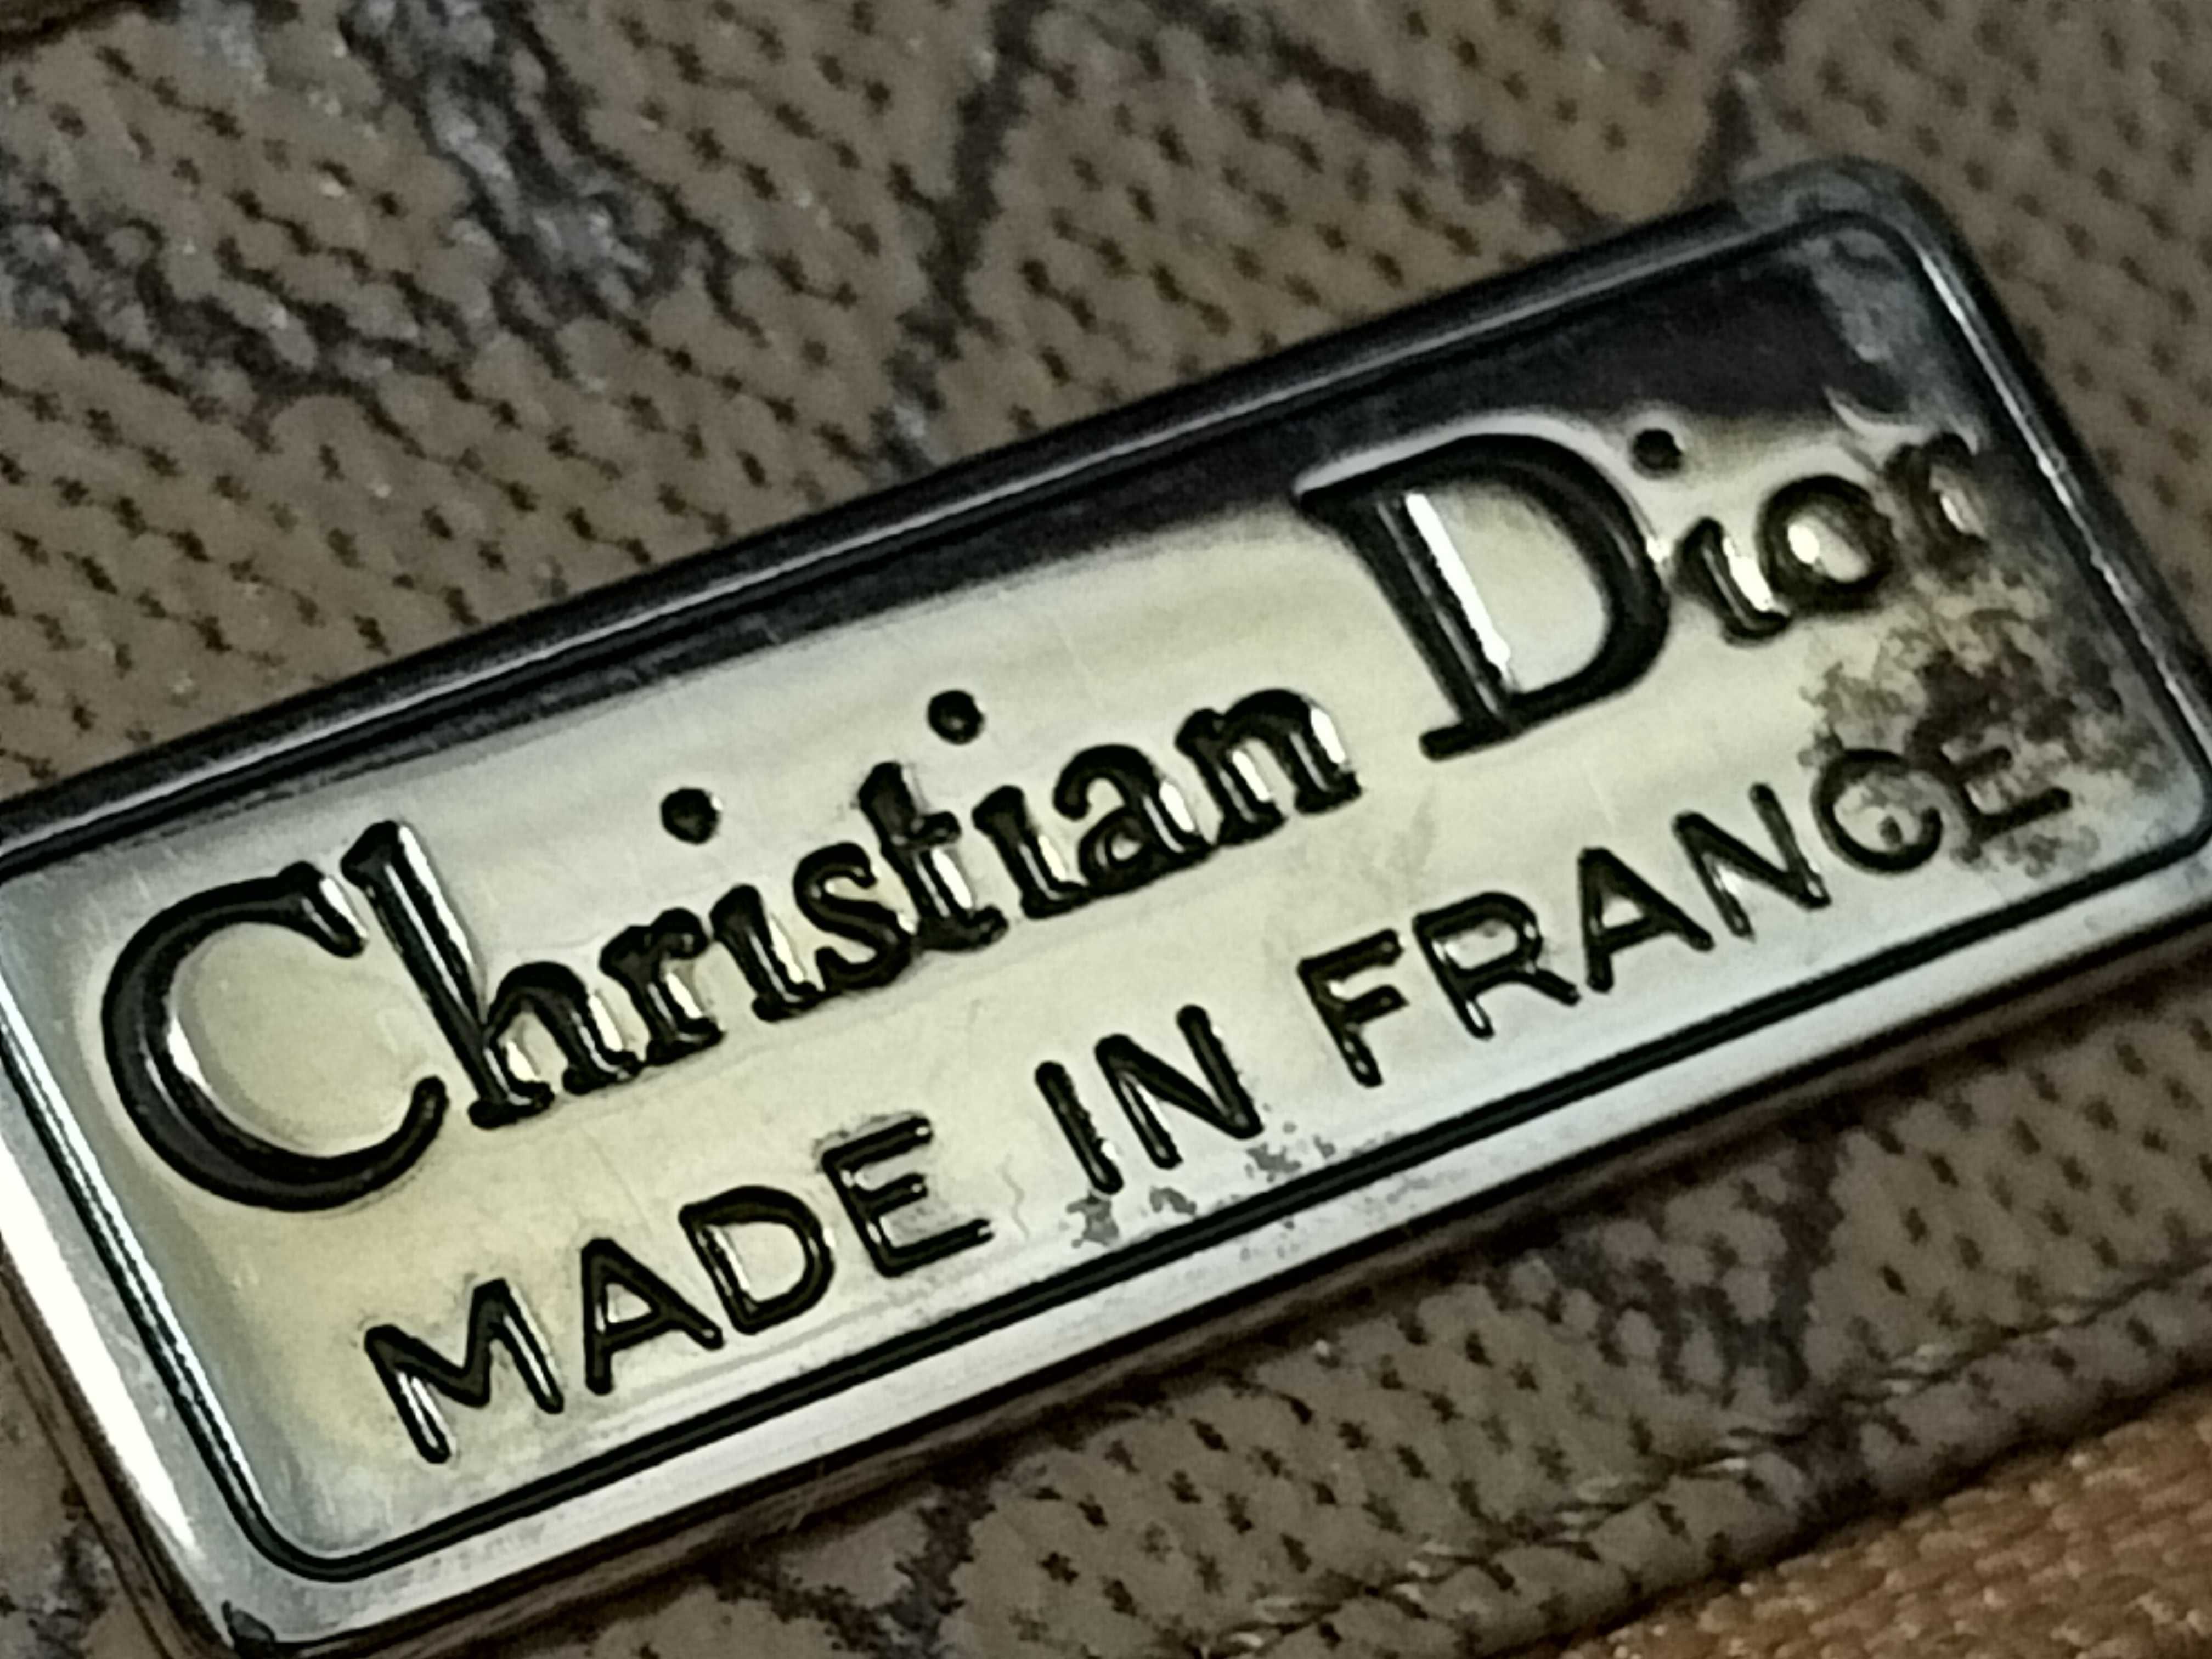 Christian Dior
MADE IN FRANCE